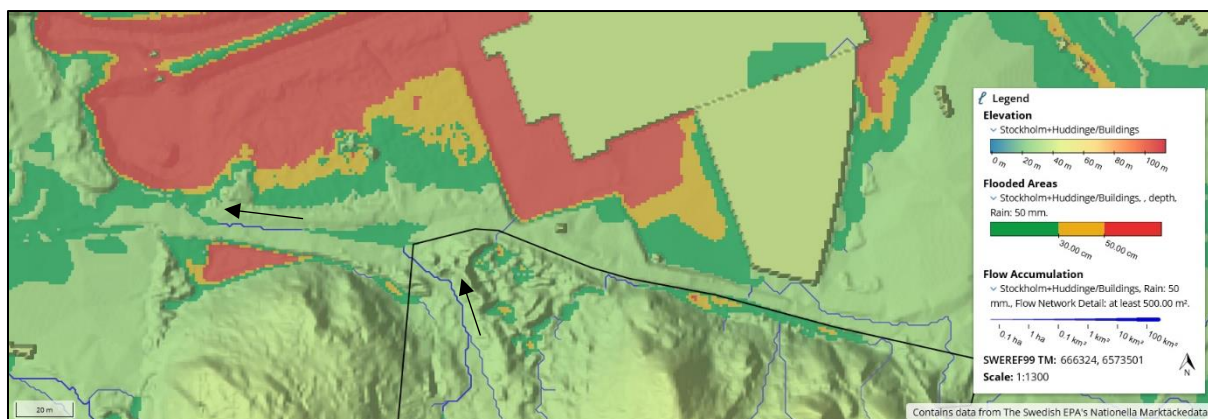 Legend
Elevation
Stockholm+Huddinge/Buildings
0 m 20 m 40 m 60 m 80 m 100 m
Flooded Areas
Stockholm+Huddinge/Buildings, , depth,
Rain: 50 mm.
30.00 cm 50.00 cm
Flow Accumulation
Stockholm+Huddinge/Buildings, Rain: 50
mm., Flow Network Detail: at least 500.00 m².
0.1 ha 1 ha 0.1 km² 1 km² 10 km² 100 km²
SWEREF99 TM: 666324, 6573501
Scale: 1:1300
N
20 m
Contains data from The Swedish EPA's Nationella Marktäckedata